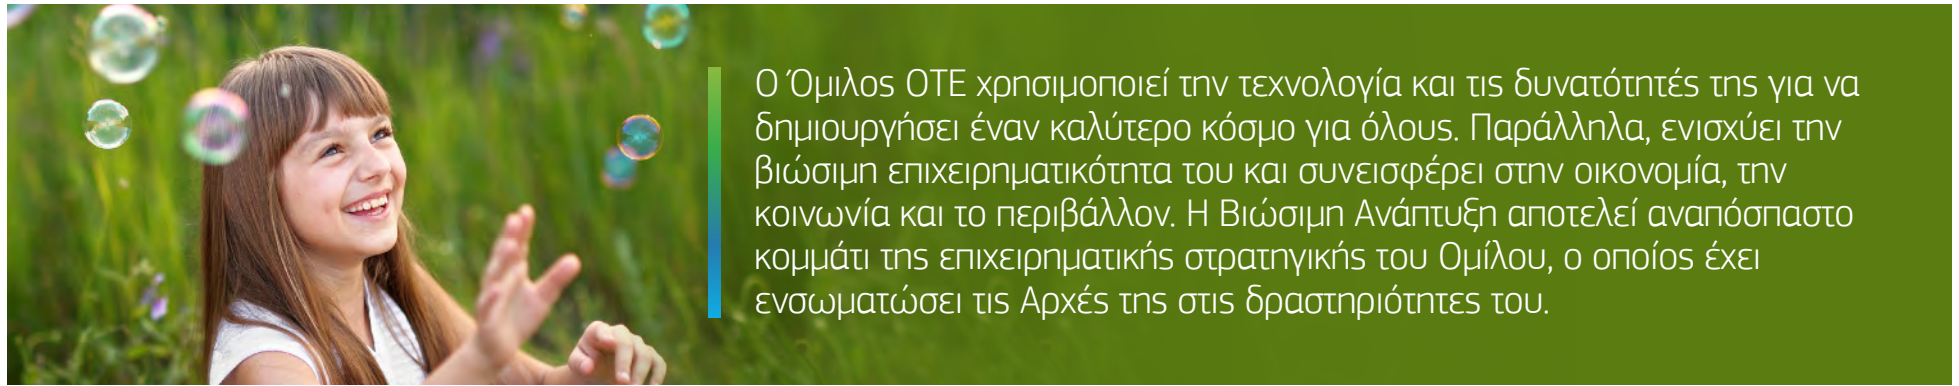 Ο Όμιλος ΟΤΕ χρησιμοποιεί την τεχνολογία και τις δυνατότητές της για να
δημιουργήσει έναν καλύτερο κόσμο για όλους. Παράλληλα, ενισχύει την
βιώσιμη επιχειρηματικότητα του και συνεισφέρει στην οικονομία, την
κοινωνία και το περιβάλλον. Η Βιώσιμη Ανάπτυξη αποτελεί αναπόσπαστο
κομμάτι της επιχειρηματικής στρατηγικής του Ομίλου, ο οποίος έχει
ενσωματώσει τις Αρχές της στις δραστηριότητες του.